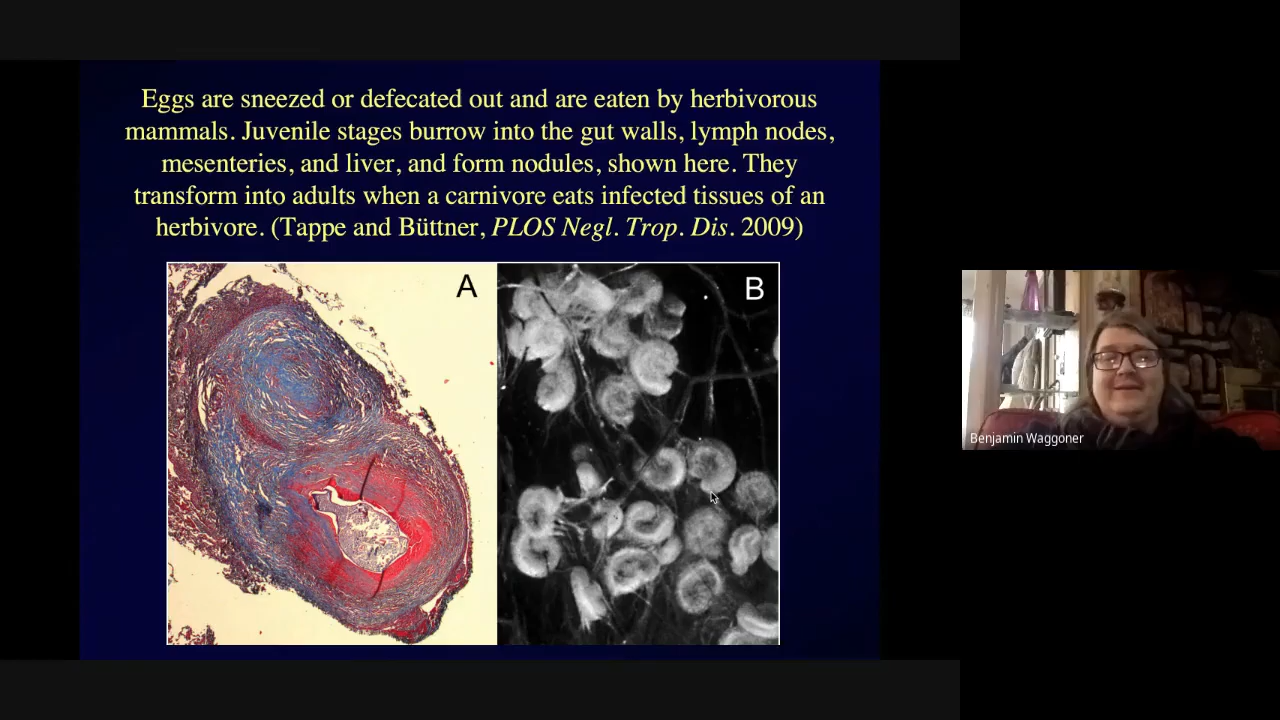 Eggs are sneezed or defecated out and are eaten by herbivorous
mammals. Juvenile stages burrow into the gut walls, lymph nodes,
mesenteries, and liver, and form nodules, shown here. They
transform into adults when a carnivore eats infected tissues of an
herbivore. (Tappe and Büttner, PLOS Negl. Trop. Dis. 2009)
A
B
Benjamin Waggoner